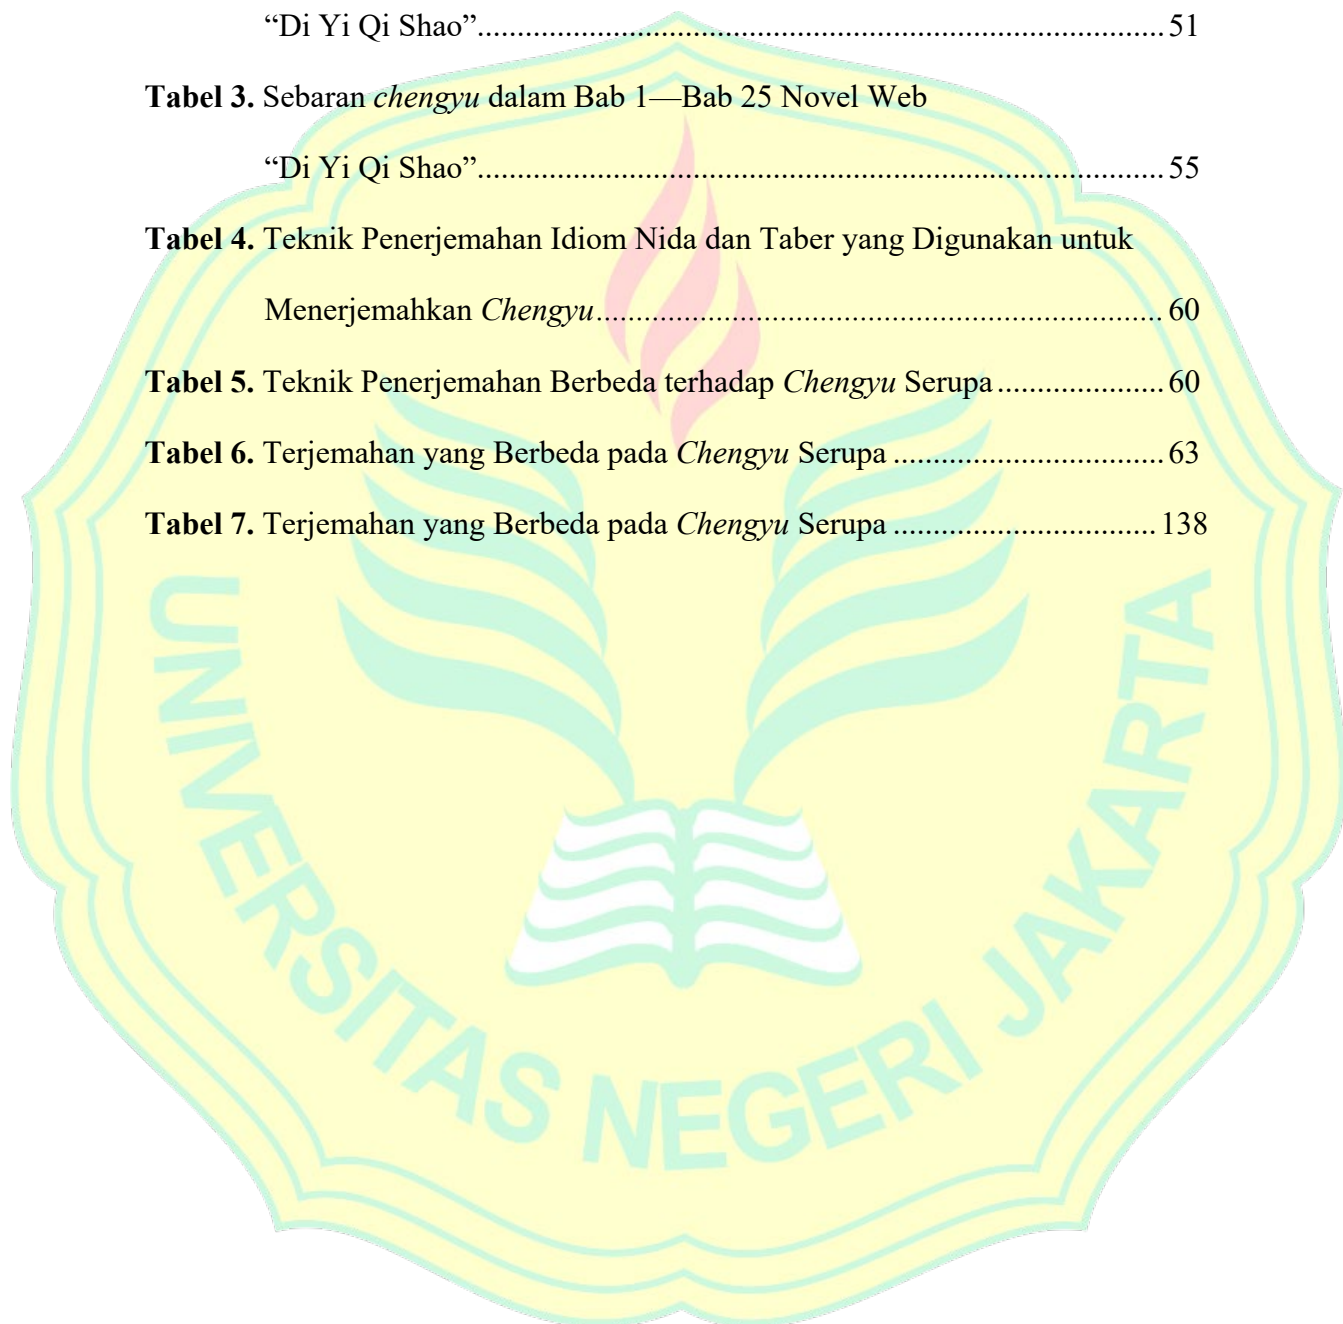 “Di Yi Qi Shao”.......................................................................... 51
Tabel 3. Sebaran chengyu dalam Bab 1—Bab 25 Novel Web
“Di Yi Qi Shao”.......................................................................... 55
Tabel 4. Teknik Penerjemahan Idiom Nida dan Taber yang Digunakan untuk
Menerjemahkan Chengyu............................................................. 60
Tabel 5. Teknik Penerjemahan Berbeda terhadap Chengyu Serupa.................. 60
Tabel 6. Terjemahan yang Berbeda pada Chengyu Serupa ............................. 63
Tabel 7. Terjemahan yang Berbeda pada Chengyu Serupa ............................ 138
UNIVERSITAS NEGERI JAKARTA